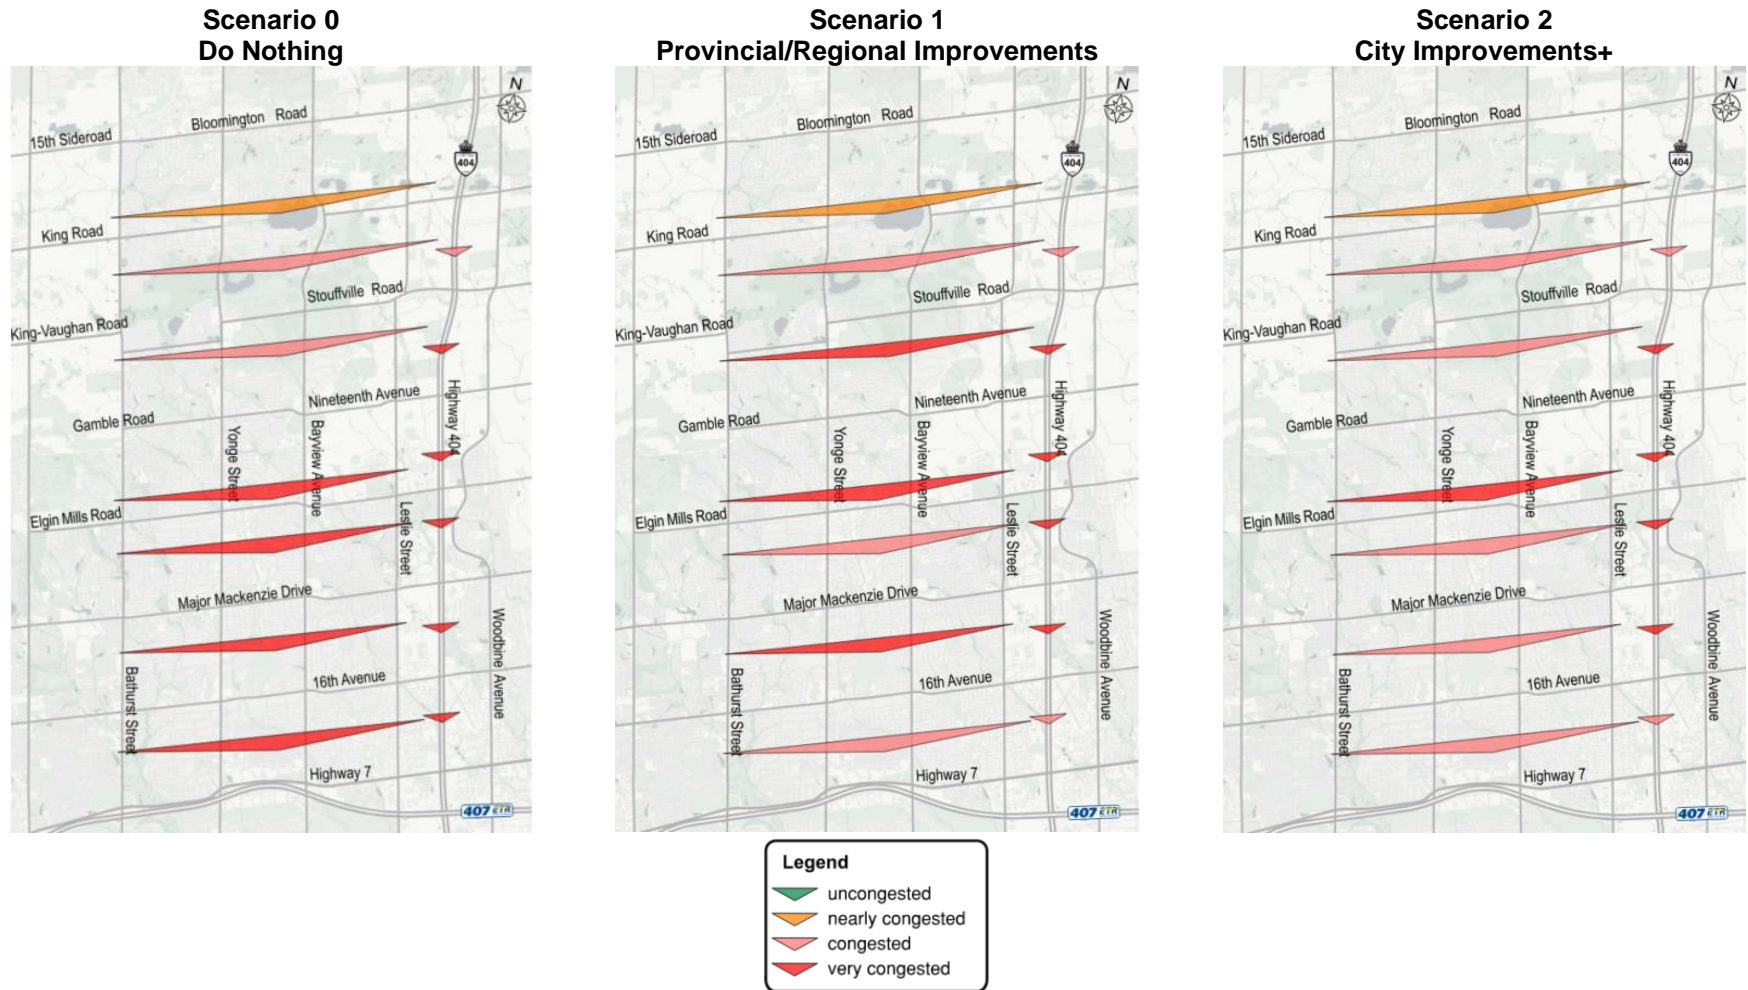 Scenario 0
Do Nothing
N
15th Sideroad
Bloomington Road
404
King Road
Stouffville Road
King-Vaughan Road
Nineteenth Avenue
Highway 404
Gamble Road
Yonge Street
Bayview Avenue
Elgin Mills Road
Leslie Street
Major Mackenzie Drive
Woodbine Avenue
Bathurst Street
16th Avenue
Highway 7
407 ETR
Scenario 1
Provincial/Regional Improvements
N
15th Sideroad
Bloomington Road
404
King Road
Stouffville Road
King-Vaughan Road
Nineteenth Avenue
Highway 404
Gamble Road
Yonge Street
Bayview Avenue
Elgin Mills Road
Leslie Street
Major Mackenzie Drive
Woodbine Avenue
Bathurst Street
16th Avenue
Highway 7
407 ETR
Scenario 2
City Improvements+
N
15th Sideroad
Bloomington Road
404
King Road
Stouffville Road
King-Vaughan Road
Nineteenth Avenue
Highway 404
Gamble Road
Yonge Street
Bayview Avenue
Elgin Mills Road
Leslie Street
Major Mackenzie Drive
Woodbine Avenue
Bathurst Street
16th Avenue
Highway 7
407 ETR
Legend
uncongested
nearly congested
congested
very congested